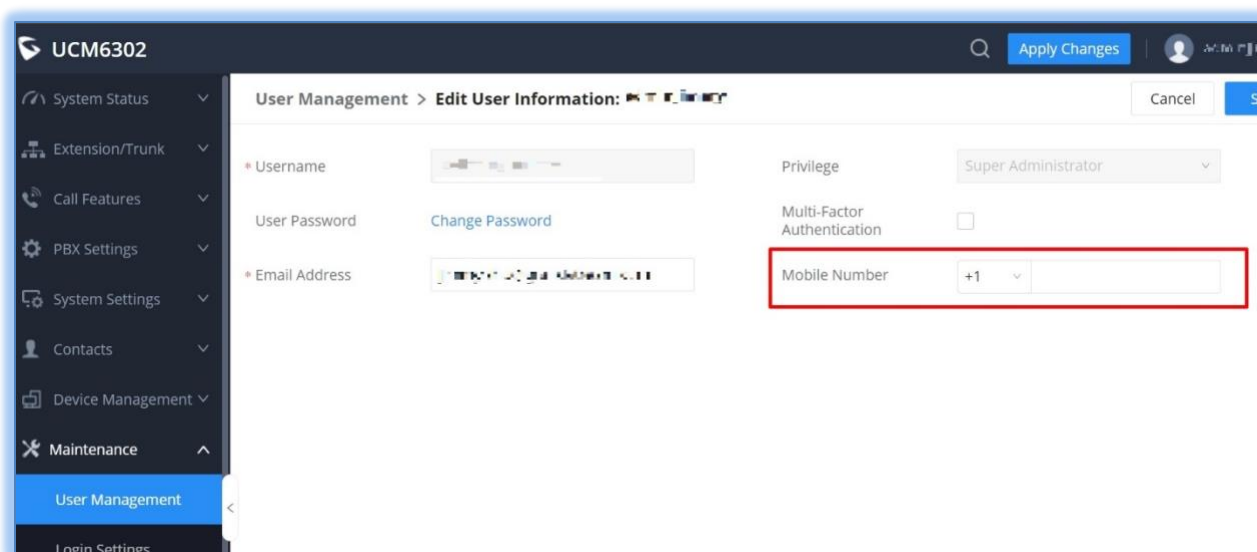 UCM6302
Apply Changes
System Status
Extension/Trunk
Call Features
PBX Settings
System Settings
Contacts
Device Management
Maintenance
User Management
Login Settings
User Management > Edit User Information:
Cancel
S
* Username
Privilege
Super Administrator
User Password
Change Password
Multi-Factor
Authentication
* Email Address
Mobile Number
+1